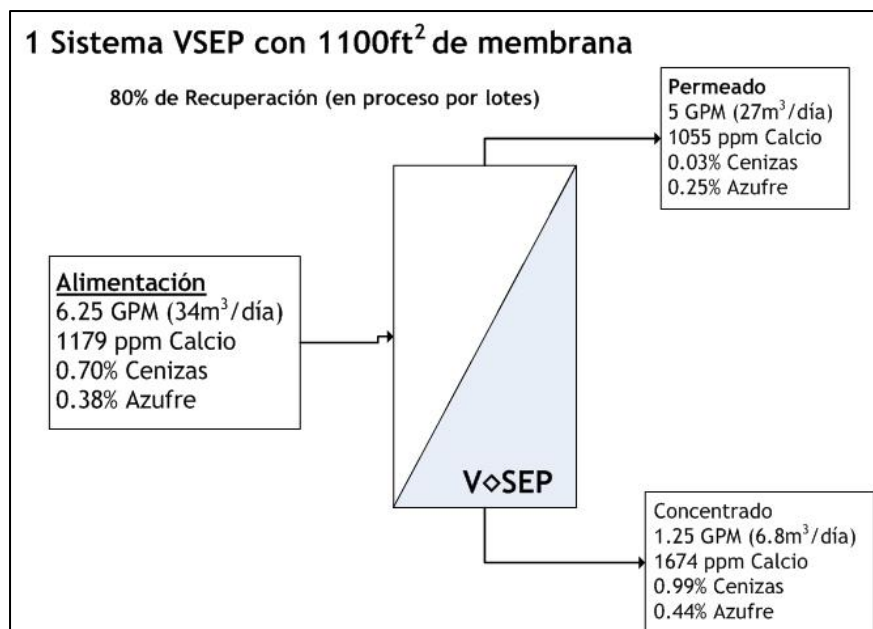 1 Sistema VSEP con 1100ft² de membrana
80% de Recuperación (en proceso por lotes)
Permeado
5 GPM (27m³/día)
1055 ppm Calcio
0.03% Cenizas
0.25% Azufre
Alimentación
6.25 GPM (34m³/día)
1179 ppm Calcio
0.70% Cenizas
0.38% Azufre
V◇SEP
Concentrado
1.25 GPM (6.8m³/día)
1674 ppm Calcio
0.99% Cenizas
0.44% Azufre